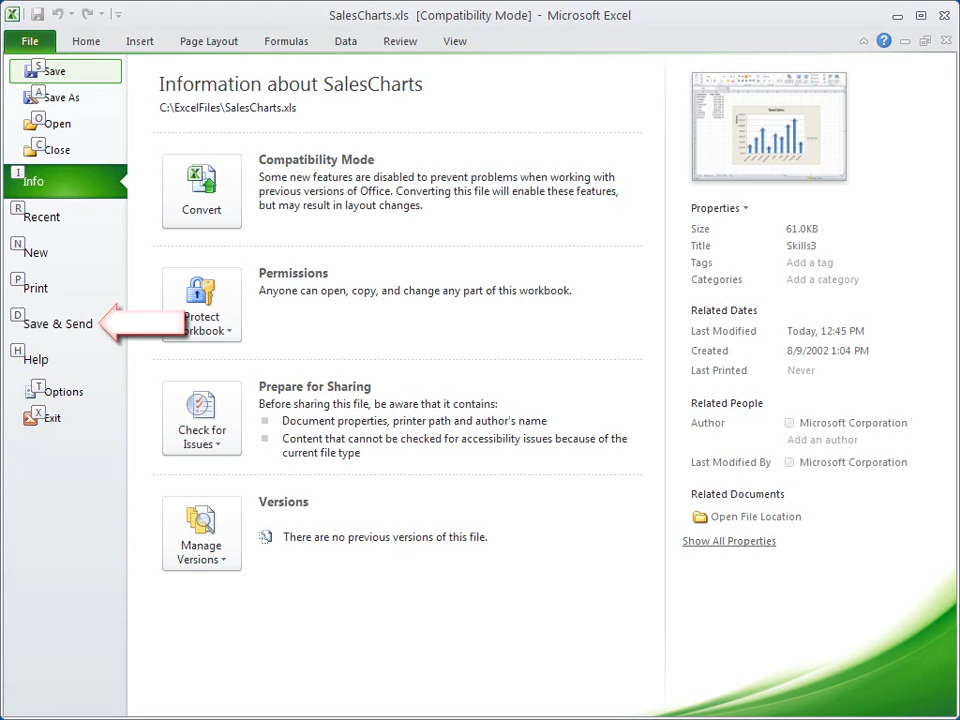 SalesCharts.xls [Compatibility Mode] - Microsoft Excel
File Home Insert Page Layout Formulas Data Review View
S Save
A Save As
O Open
C Close
I Info
R Recent
N New
P Print
D Save & Send
H Help
T Options
X Exit
Information about SalesCharts
C:\ExcelFiles\SalesCharts.xls
Convert
Compatibility Mode
Some new features are disabled to prevent problems when working with
previous versions of Office. Converting this file will enable these features,
but may result in layout changes.
Protect
orkbook
Permissions
Anyone can open, copy, and change any part of this workbook.
Check for
Issues
Prepare for Sharing
Before sharing this file, be aware that it contains:
Document properties, printer path and author's name
Content that cannot be checked for accessibility issues because of the
current file type
Manage
Versions
Versions
There are no previous versions of this file.
Properties
Size 61.0KB
Title Skills3
Tags Add a tag
Categories Add a category
Related Dates
Last Modified Today, 12:45 PM
Created 8/9/2002 1:04 PM
Last Printed Never
Related People
Author Microsoft Corporation
Add an author
Last Modified By Microsoft Corporation
Related Documents
Open File Location
Show All Properties